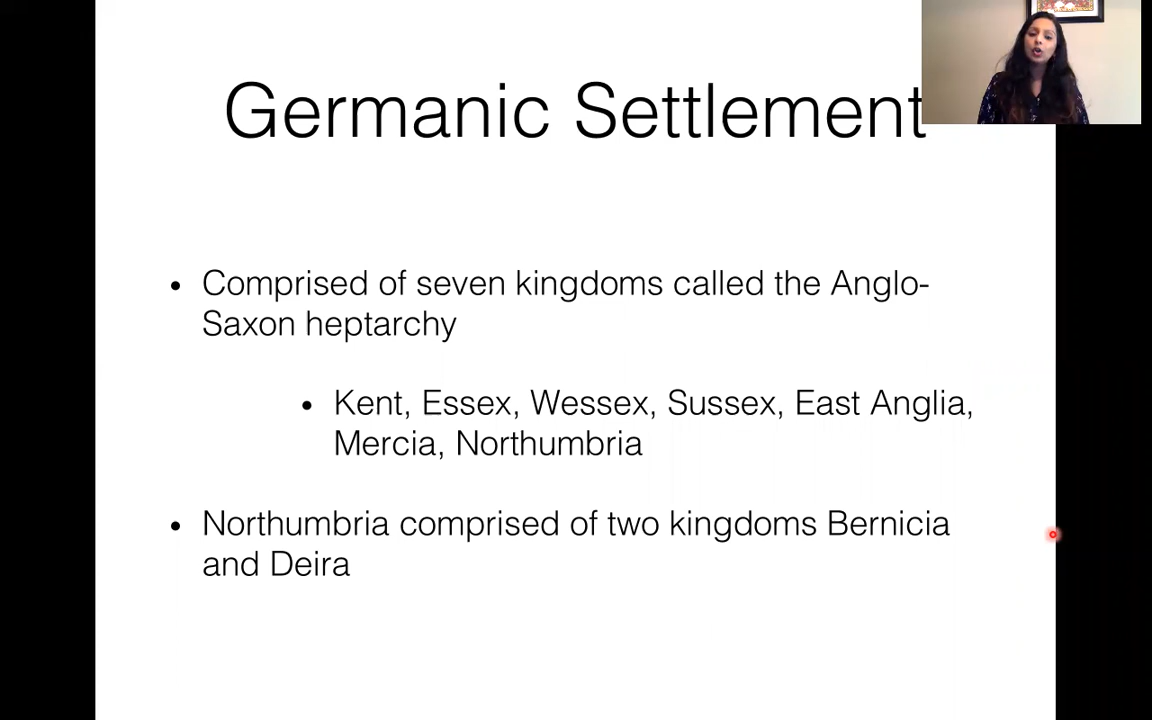 Germanic Settlement
• Comprised of seven kingdoms called the Anglo-
Saxon heptarchy
• Kent, Essex, Wessex, Sussex, East Anglia,
Mercia, Northumbria
• Northumbria comprised of two kingdoms Bernicia
and Deira